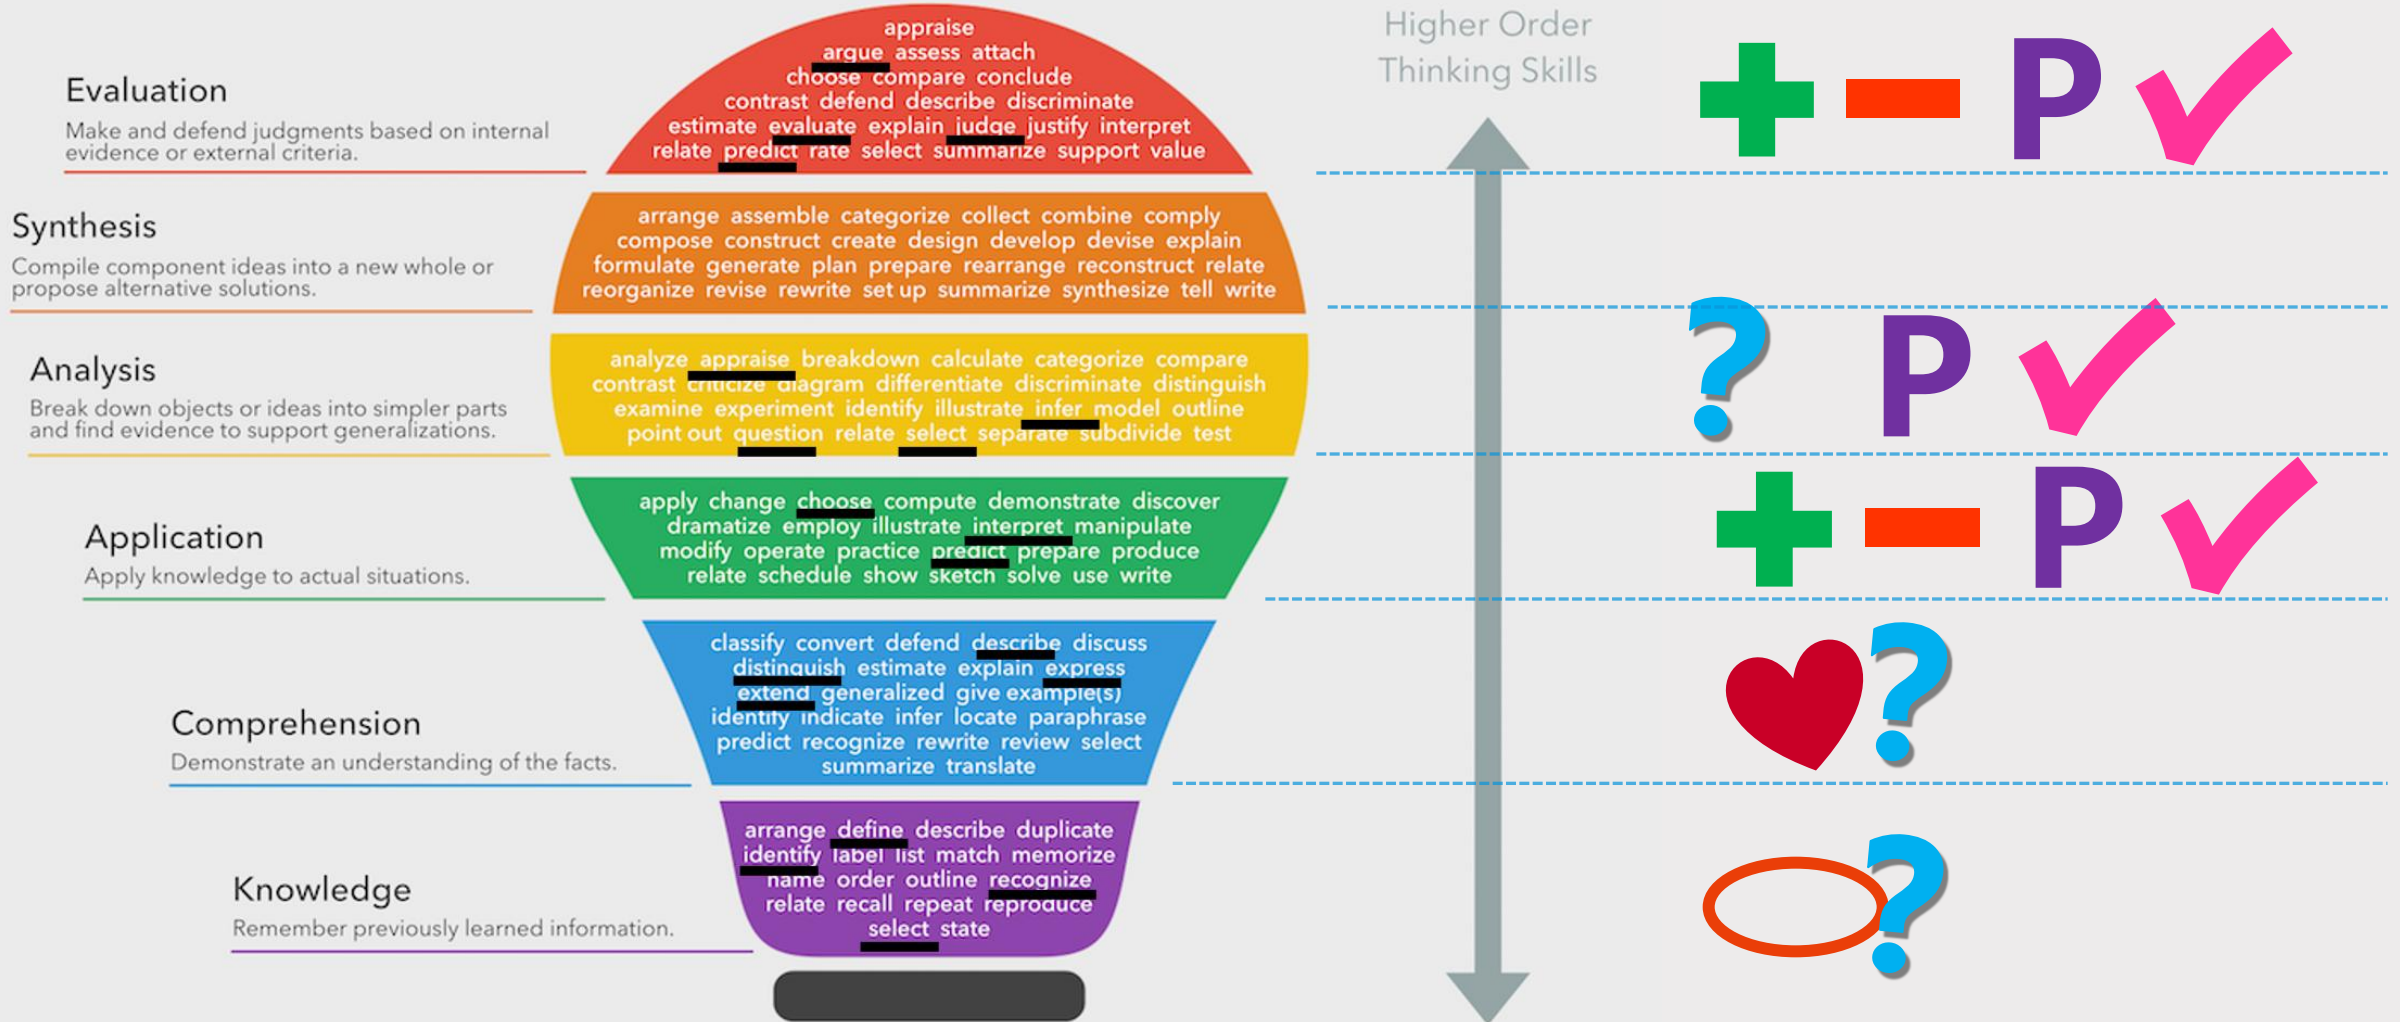 Higher Order
Thinking Skills
Evaluation
Make and defend judgments based on internal
evidence or external criteria.
appraise
argue assess attach
choose compare conclude
contrast defend describe discriminate
estimate evaluate explain judge justify interpret
relate predict rate select summarize support value
+ − P ✓
Synthesis
Compile component ideas into a new whole or
propose alternative solutions.
arrange assemble categorize collect combine comply
compose construct create design develop devise explain
formulate generate plan prepare rearrange reconstruct relate
reorganize revise rewrite set up summarize synthesize tell write
Analysis
Break down objects or ideas into simpler parts
and find evidence to support generalizations.
analyze appraise breakdown calculate categorize compare
contrast criticize diagram differentiate discriminate distinguish
examine experiment identify illustrate infer model outline
point out question relate select separate subdivide test
? P ✓
Application
Apply knowledge to actual situations.
apply change choose compute demonstrate discover
dramatize employ illustrate interpret manipulate
modify operate practice predict prepare produce
relate schedule show sketch solve use write
+ − P ✓
Comprehension
Demonstrate an understanding of the facts.
classify convert defend describe discuss
distinguish estimate explain express
extend generalized give example(s)
identify indicate infer locate paraphrase
predict recognize rewrite review select
summarize translate
?
Knowledge
Remember previously learned information.
arrange define describe duplicate
identify label list match memorize
name order outline recognize
relate recall repeat reproduce
select state
?